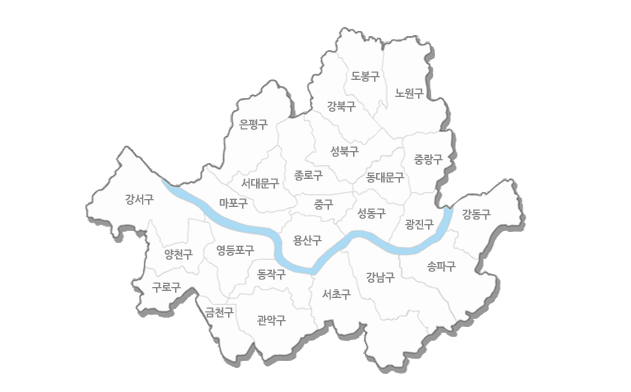 도봉구
노원구
강북구
은평구
성북구
중랑구
종로구
동대문구
서대문구
강서구
마포구
중구
성동구
강동구
광진구
용산구
영등포구
양천구
송파구
동작구
강남구
구로구
서초구
금천구
관악구